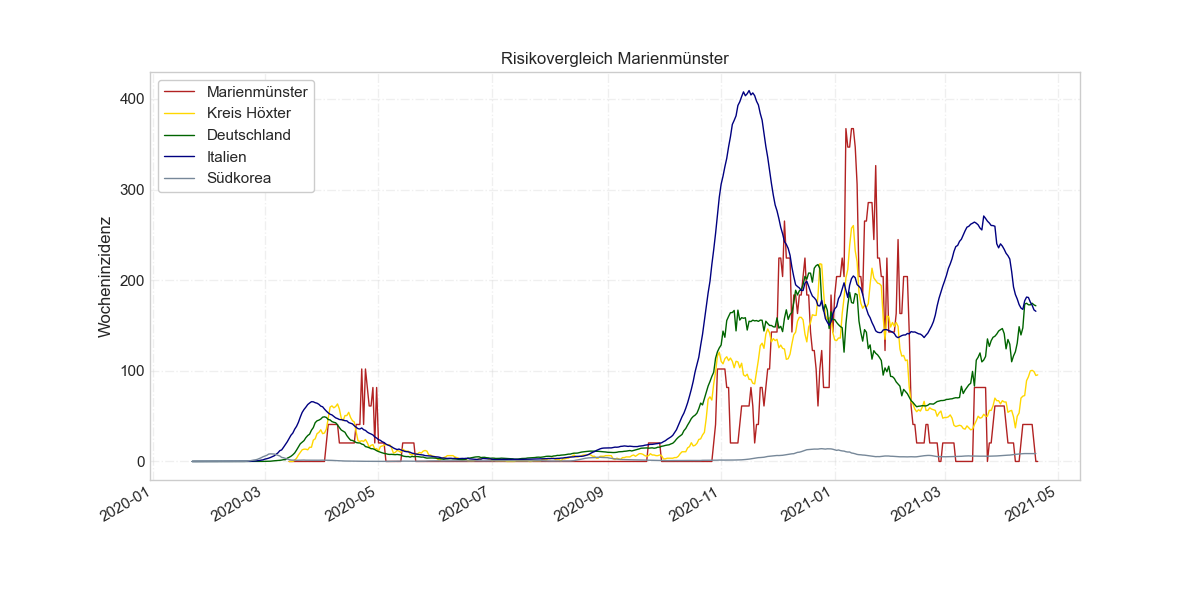 Risikovergleich Marienmünster
Marienmünster
Kreis Höxter
Deutschland
Italien
Südkorea
Wocheninzidenz
400
300
200
100
0
2020-01
2020-03
2020-05
2020-07
2020-09
2020-11
2021-01
2021-03
2021-05